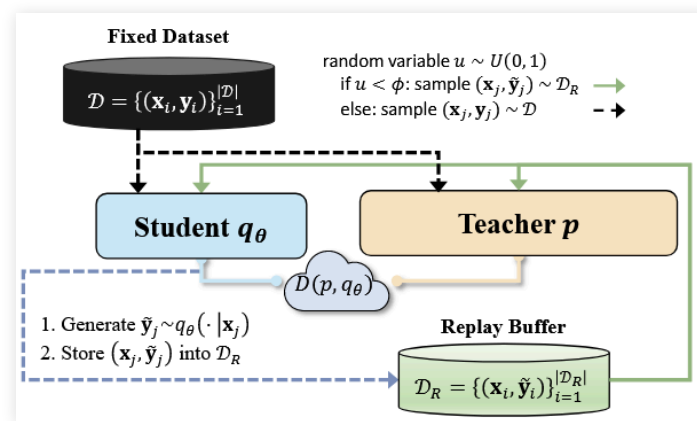 Fixed Dataset
𝒟 = {(𝐱ᵢ, 𝐲ᵢ)}ᵢ₌₁^|𝒟|
random variable u ~ U(0, 1)
if u < ϕ: sample (𝐱ⱼ, ỹⱼ) ~ 𝒟_R
else: sample (𝐱ⱼ, 𝐲ⱼ) ~ 𝒟
Student q_θ
Teacher p
D(p, q_θ)
1. Generate ỹⱼ~q_θ(· |𝐱ⱼ)
2. Store (𝐱ⱼ, ỹⱼ) into 𝒟_R
Replay Buffer
𝒟_R = {(𝐱ᵢ, ỹᵢ)}ᵢ₌₁^|𝒟_R|